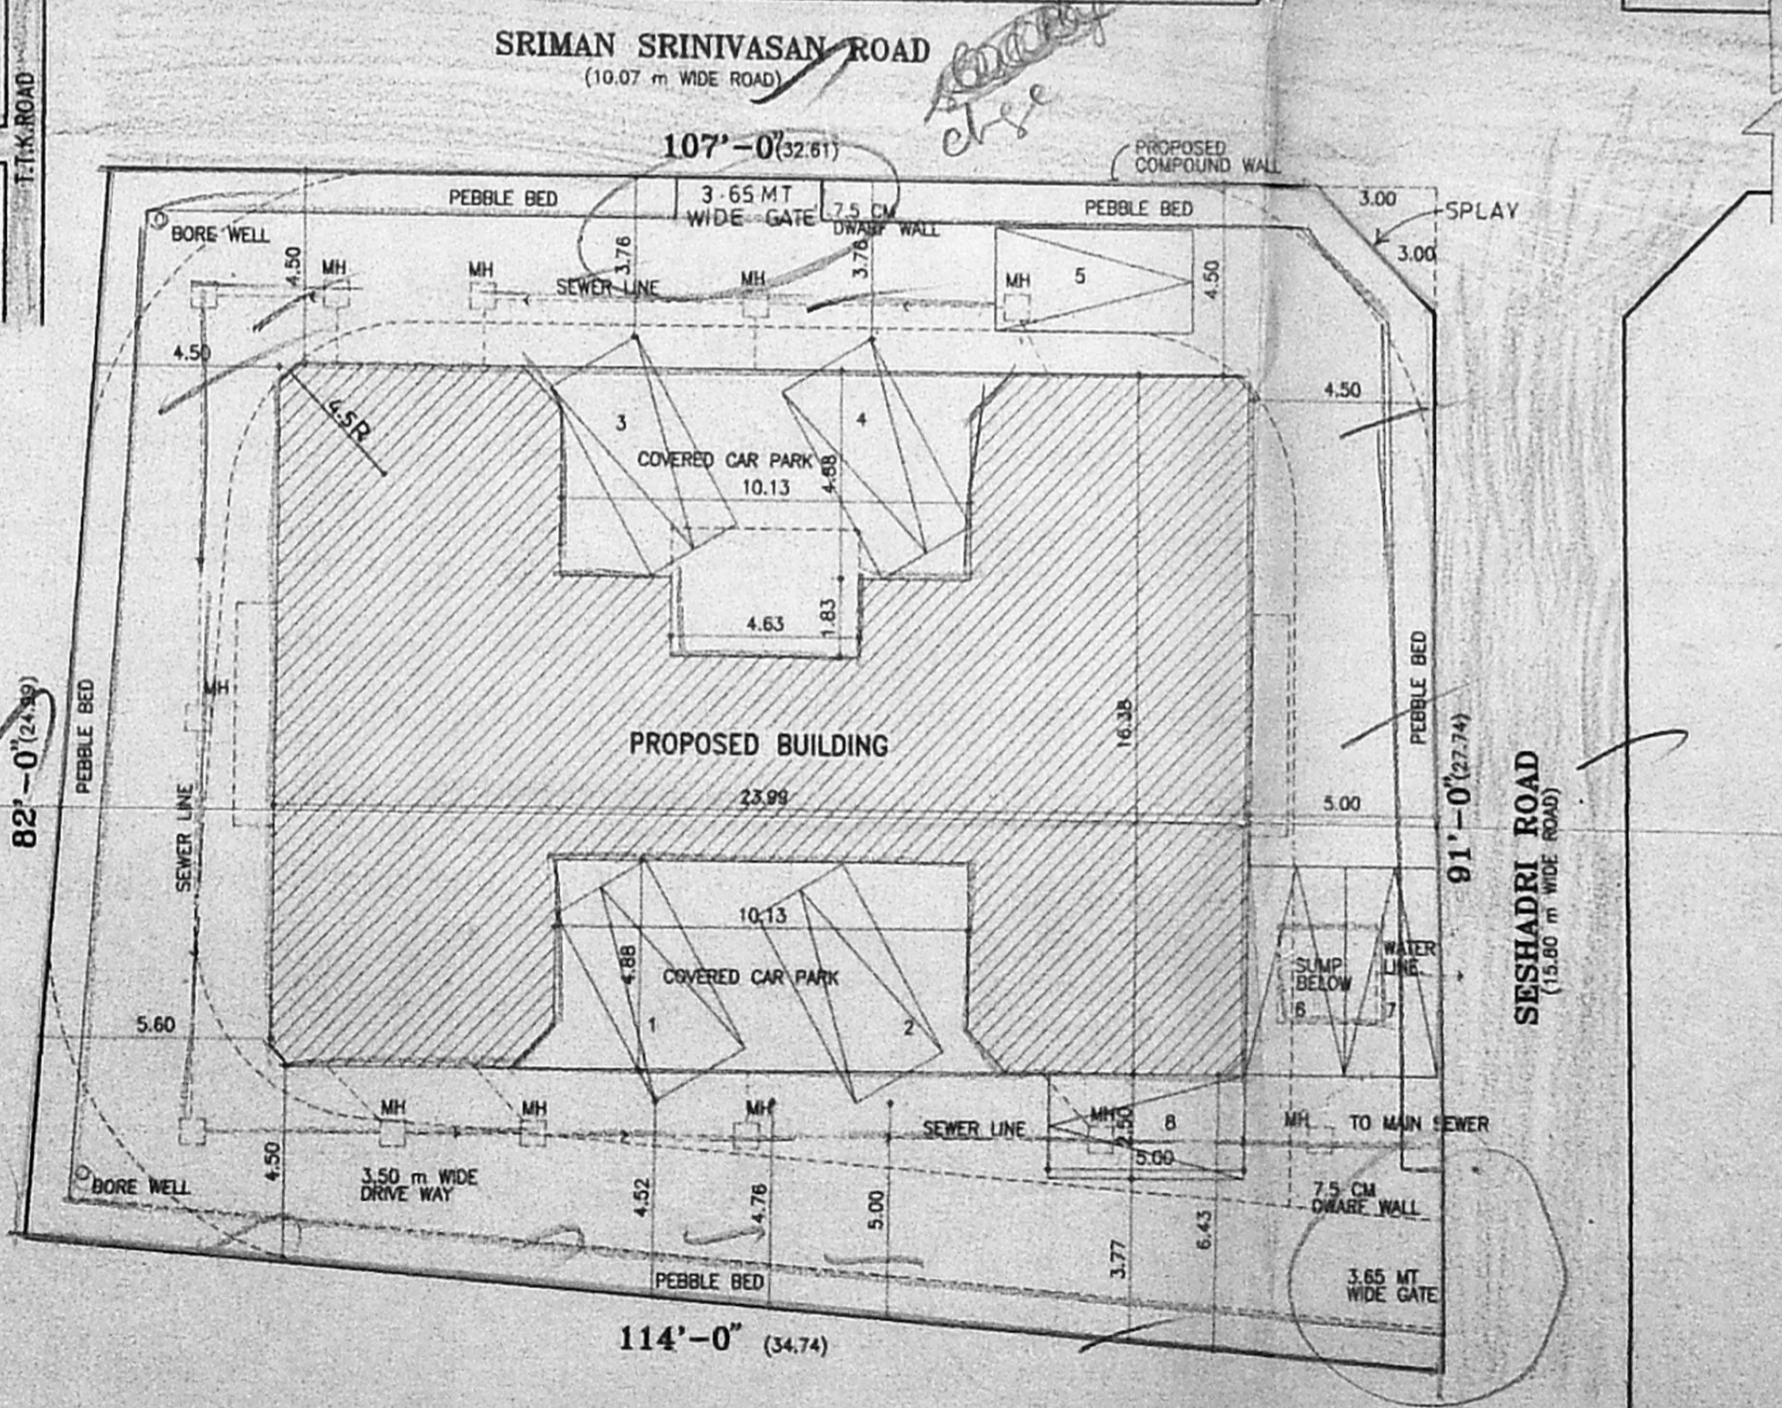 SRIMAN SRINIVASAN ROAD
(10.07 m WIDE ROAD)
T.T.K.ROAD
107'-0"(32.61)
PROPOSED
COMPOUND WALL
PEBBLE BED
3.65 MT
WIDE GATE
7.5 CM
DWARF WALL
PEBBLE BED
3.00
SPLAY
3.00
BORE WELL
4.50
MH
MH
3.76
SEWER LINE
MH
3.76
MH
5
4.50
4.50
4.50
4.5R
3
4
COVERED CAR PARK
4.88
10.13
4.63
1.83
MH
PEBBLE BED
82'-0"(24.99)
PROPOSED BUILDING
16.38
PEBBLE BED
91'-0"(27.74)
SESHADRI ROAD
(15.80 m WIDE ROAD)
23.99
5.00
SEWER LINE
10.13
4.88
COVERED CAR PARK
SUMP
BELOW
WATER
LINE
6
7
5.60
1
2
MH
MH
MH
SEWER LINE
MH
2.50
8
MH
TO MAIN SEWER
5.00
BORE WELL
4.50
3.50 m WIDE
DRIVE WAY
4.52
4.76
5.00
3.77
6.43
7.5 CM
DWARF WALL
PEBBLE BED
3.65 MT
WIDE GATE
114'-0" (34.74)